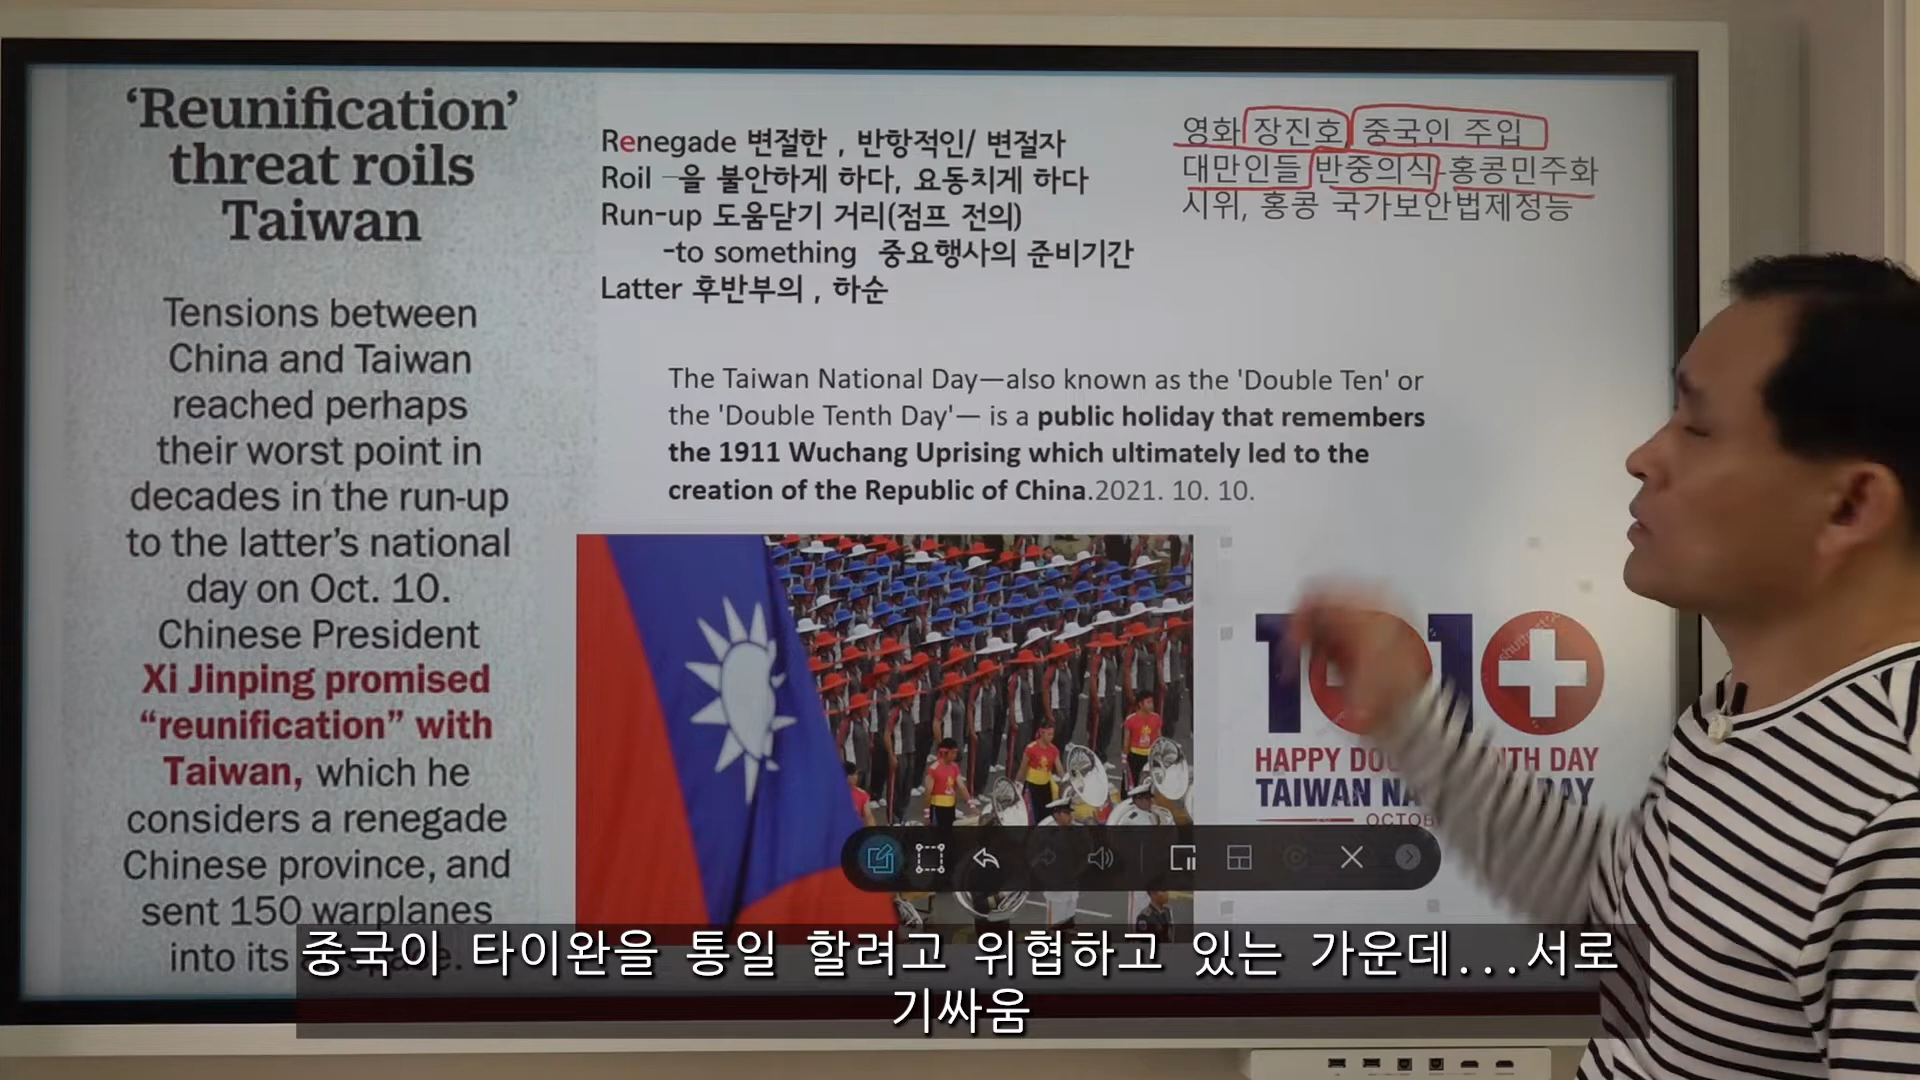 ‘Reunification’
threat roils
Taiwan
Tensions between
China and Taiwan
reached perhaps
their worst point in
decades in the run-up
to the latter’s national
day on Oct. 10.
Chinese President
Xi Jinping promised
“reunification” with
Taiwan, which he
considers a renegade
Chinese province, and
sent 150 warplanes
into its
Renegade 변절한 , 반항적인/ 변절자
Roil –을 불안하게 하다, 요동치게 하다
Run-up 도움닫기 거리(점프 전의)
-to something 중요행사의 준비기간
Latter 후반부의 , 하순
영화 장진호 중국인 주입
대만인들 반중의식-홍콩민주화
시위, 홍콩 국가보안법제정등
The Taiwan National Day—also known as the 'Double Ten' or
the 'Double Tenth Day'— is a public holiday that remembers
the 1911 Wuchang Uprising which ultimately led to the
creation of the Republic of China.2021. 10. 10.
HAPPY DAY
TAIWAN DAY
중국이 타이완을 통일 할려고 위협하고 있는 가운데...서로
기싸움